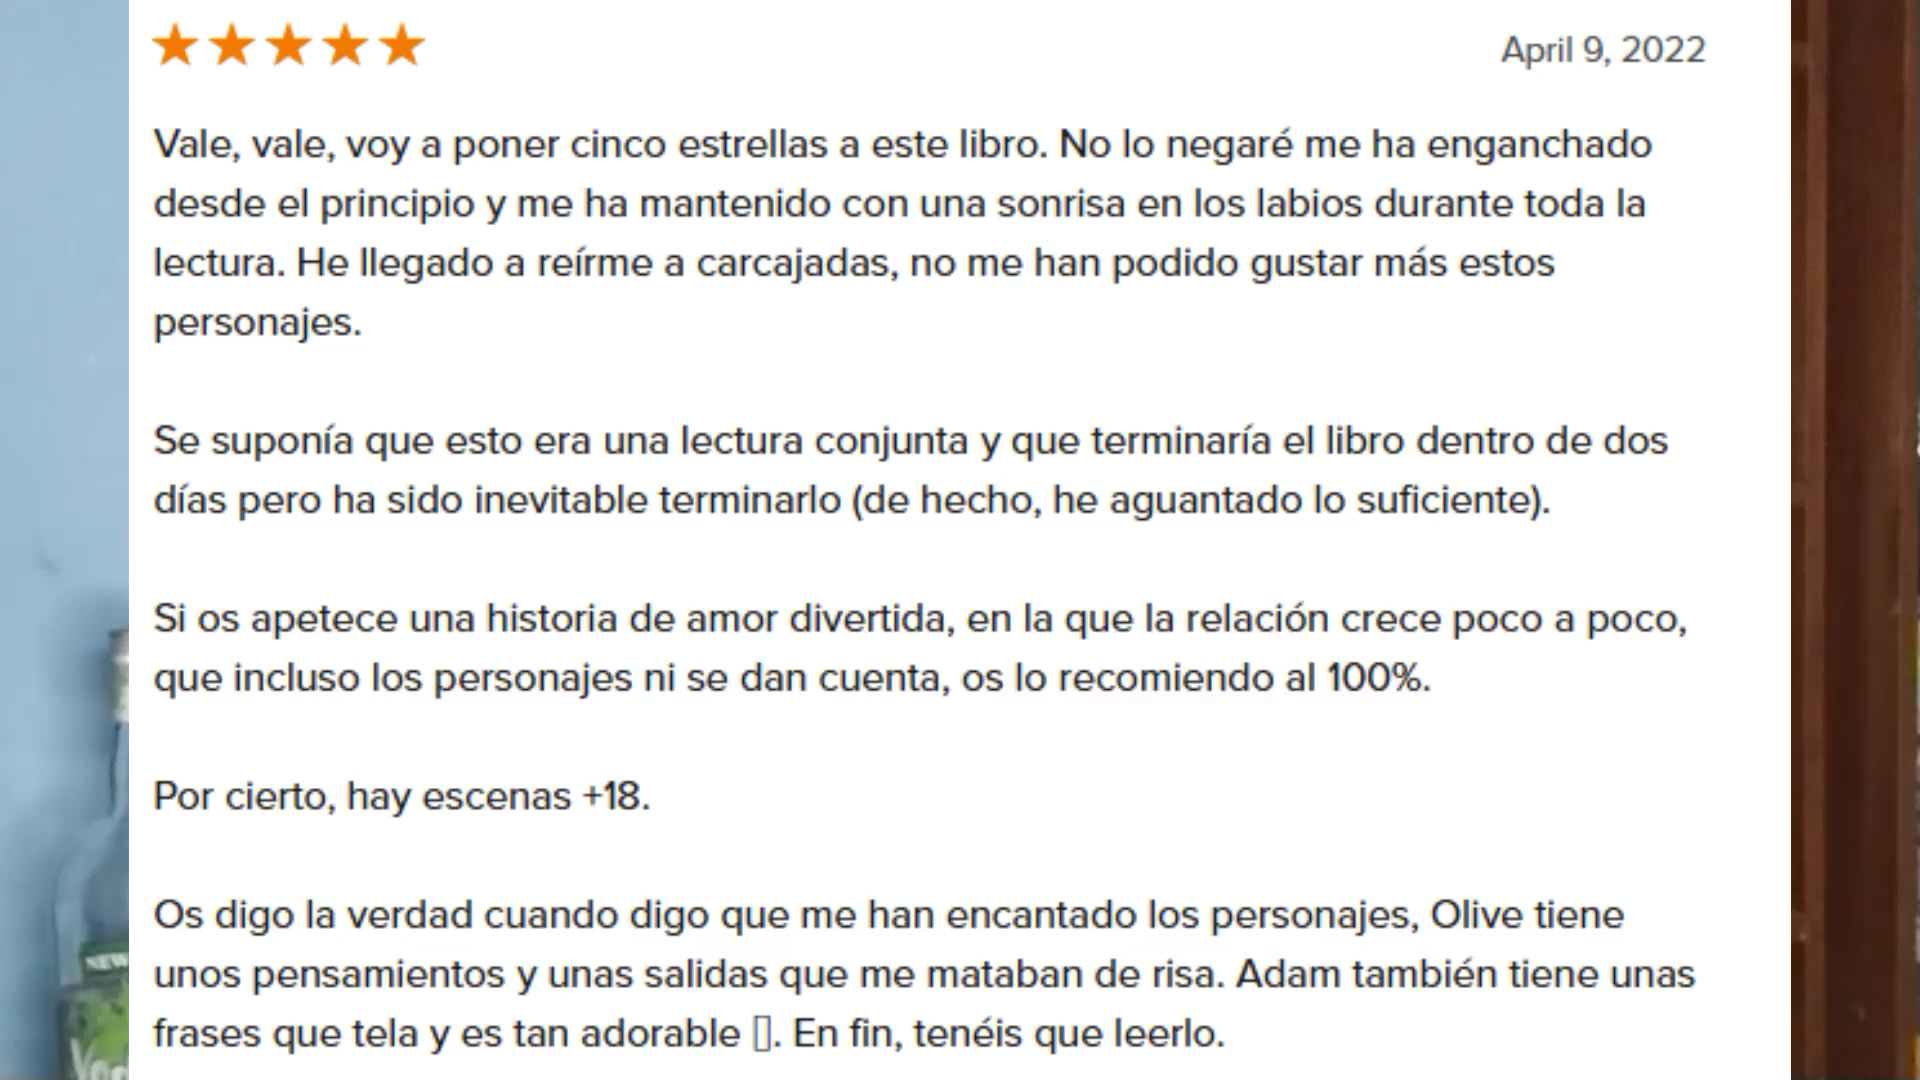 April 9, 2022
Vale, vale, voy a poner cinco estrellas a este libro. No lo negaré me ha enganchado
desde el principio y me ha mantenido con una sonrisa en los labios durante toda la
lectura. He llegado a reírme a carcajadas, no me han podido gustar más estos
personajes.
Se suponía que esto era una lectura conjunta y que terminaría el libro dentro de dos
días pero ha sido inevitable terminarlo (de hecho, he aguantado lo suficiente).
Si os apetece una historia de amor divertida, en la que la relación crece poco a poco,
que incluso los personajes ni se dan cuenta, os lo recomiendo al 100%.
Por cierto, hay escenas +18.
Os digo la verdad cuando digo que me han encantado los personajes, Olive tiene
unos pensamientos y unas salidas que me mataban de risa. Adam también tiene unas
frases que tela y es tan adorable . En fin, tenéis que leerlo.
NEW